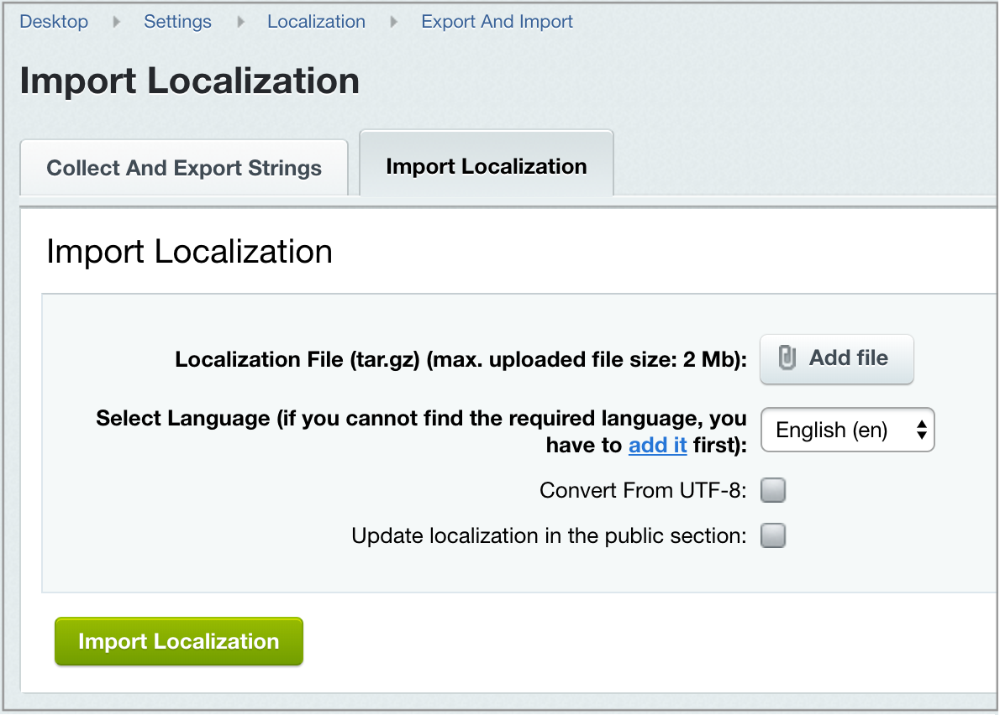 Desktop Settings Localization Export And Import
Import Localization
Collect And Export Strings Import Localization
Import Localization
Localization File (tar.gz) (max. uploaded file size: 2 Mb): Add file
Select Language (if you cannot find the required language, you
have to add it first): English (en)
Convert From UTF-8:
Update localization in the public section:
Import Localization